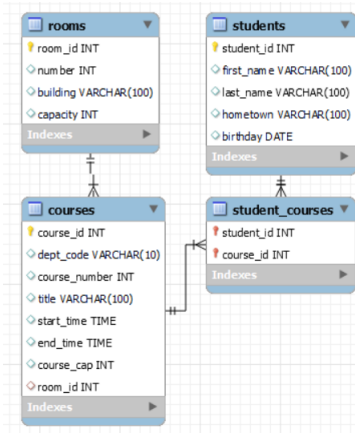 rooms
room_id INT
number INT
building VARCHAR(100)
capacity INT
Indexes
students
student_id INT
first_name VARCHAR(100)
last_name VARCHAR(100)
hometown VARCHAR(100)
birthday DATE
Indexes
courses
course_id INT
dept_code VARCHAR(10)
course_number INT
title VARCHAR(100)
start_time TIME
end_time TIME
course_cap INT
room_id INT
Indexes
student_courses
student_id INT
course_id INT
Indexes